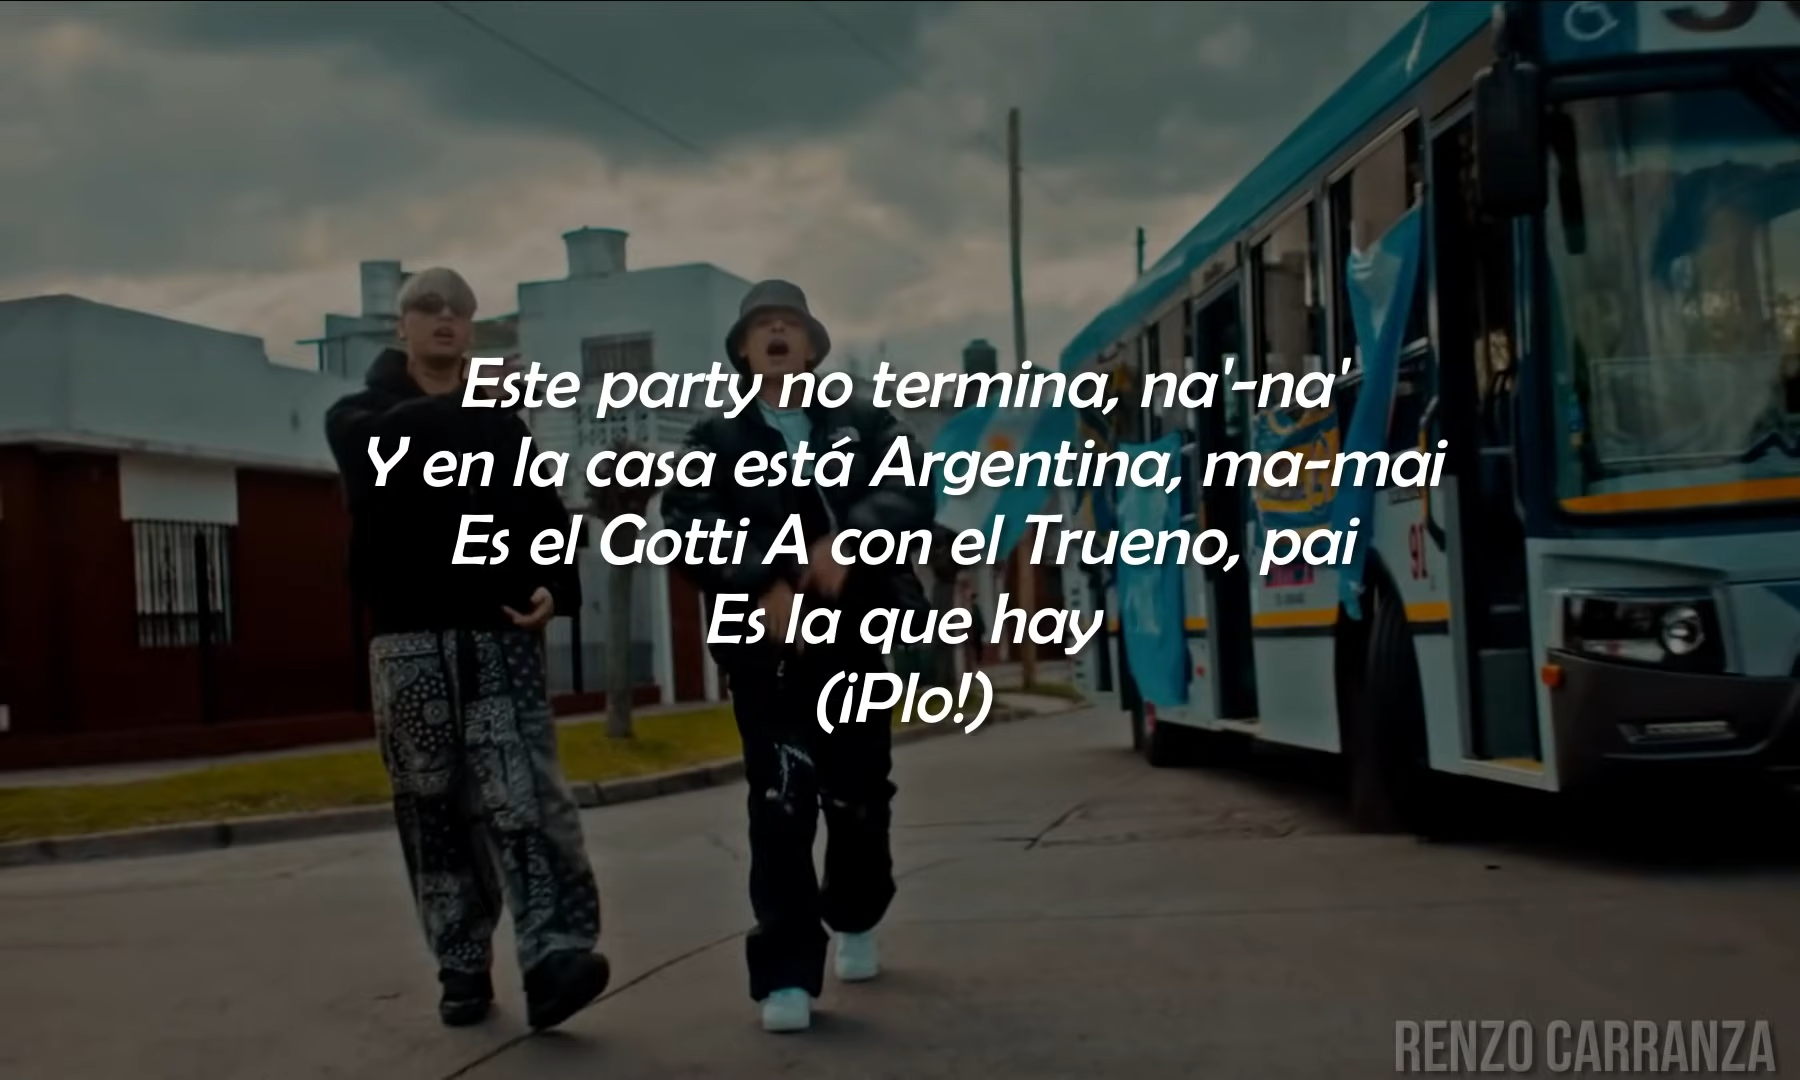 Este party no termina, na'-na'
Y en la casa está Argentina, ma-mai
Es el Gotti A con el Trueno, pai
Es la que hay
(¡Plo!)
91
RENZO CARRANZA